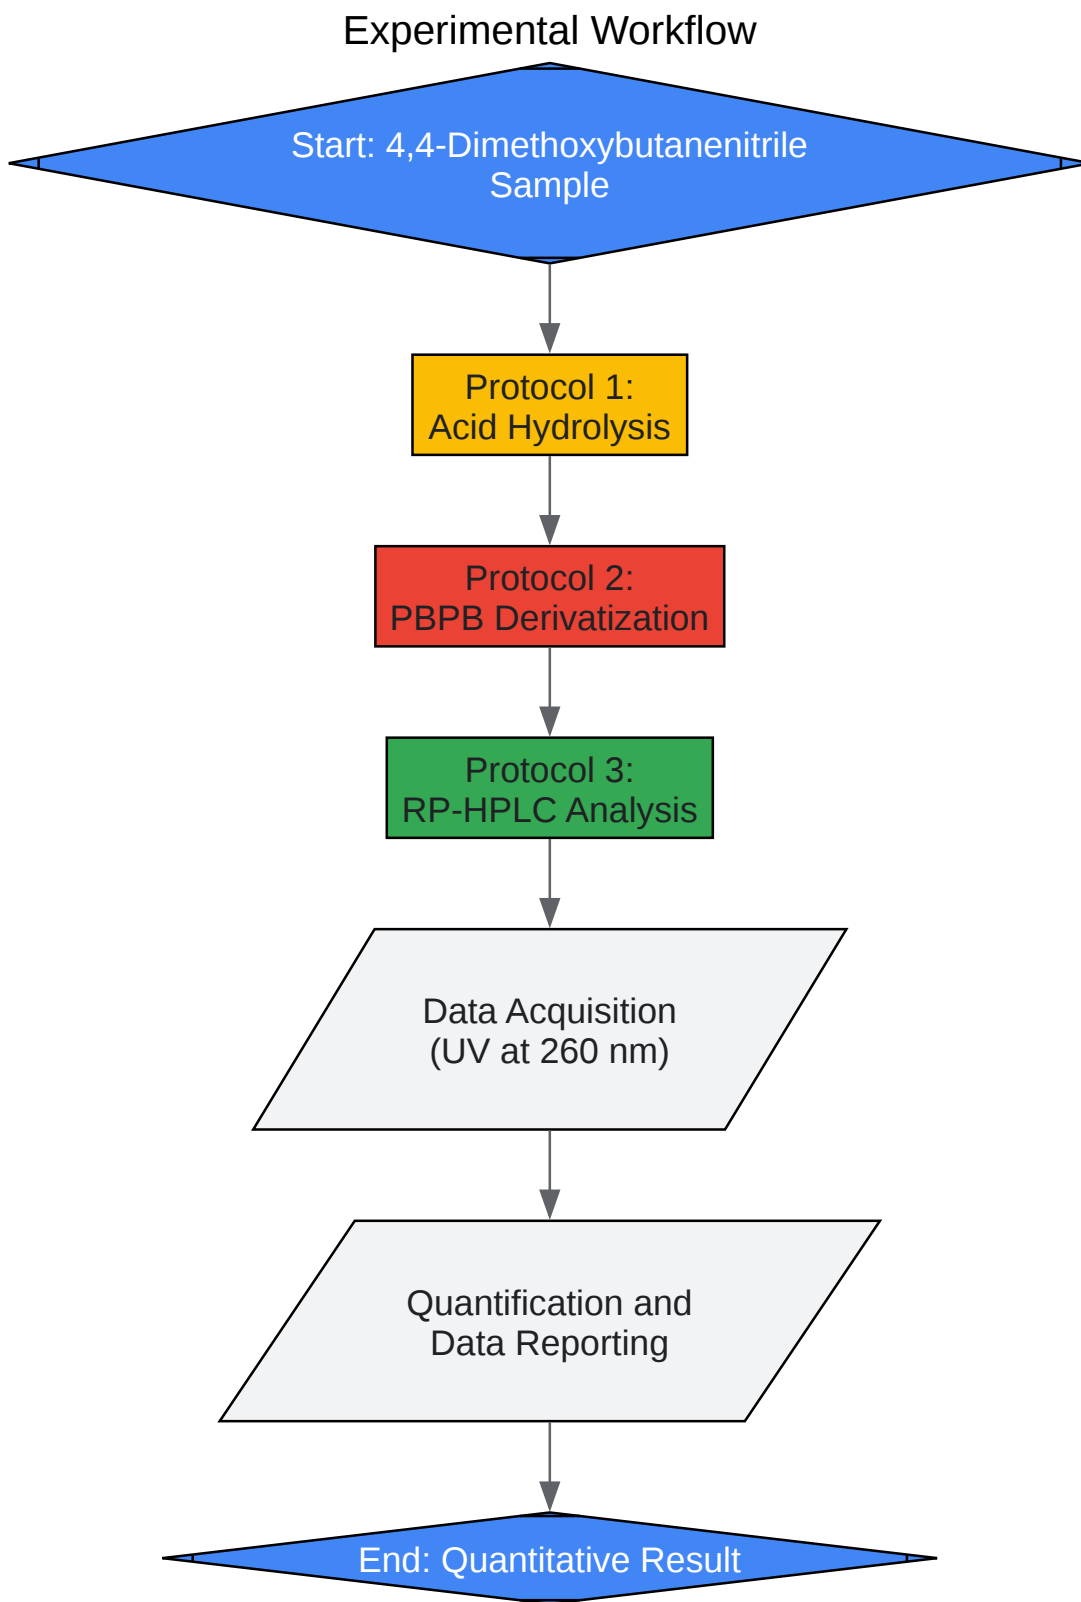 Experimental Workflow
Start: 4,4-Dimethoxybutanenitrile
Sample
Protocol 1:
Acid Hydrolysis
Protocol 2:
PBPB Derivatization
Protocol 3:
RP-HPLC Analysis
Data Acquisition
(UV at 260 nm)
Quantification and
Data Reporting
End: Quantitative Result